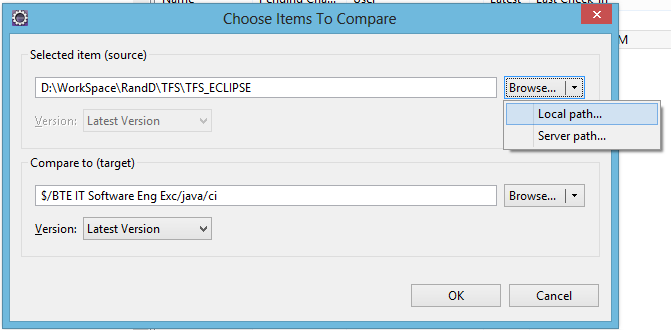 Choose Items To Compare
Selected item (source)
D:\WorkSpace\RandD\TFS\TFS_ECLIPSE
Browse...
Version: Latest Version
Local path...
Server path...
Compare to (target)
$/BTE IT Software Eng Exc/java/ci
Browse...
Version: Latest Version
OK
Cancel